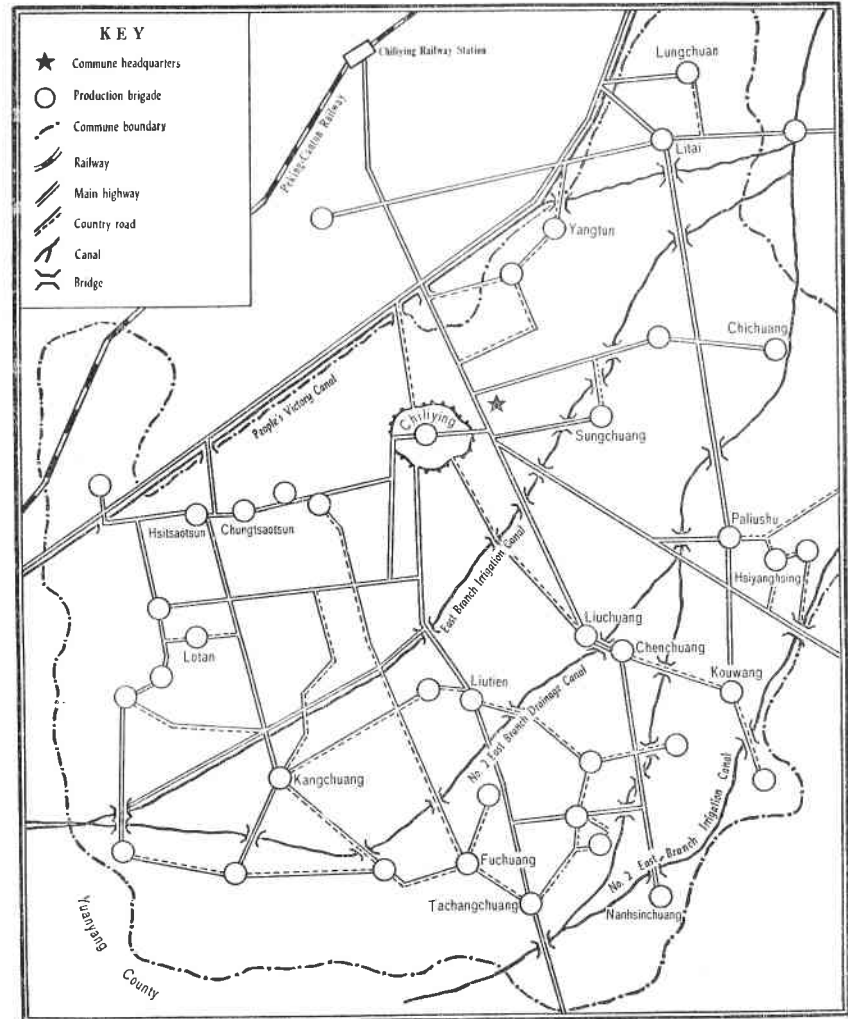 KEY
Commune headquarters
Production brigade
Commune boundary
Railway
Main highway
Country road
Canal
Bridge
Chiliying Railway Station
Peking-Canton Railway
Lungchuan
Litai
Yangtun
Chichuang
People's Victory Canal
Chiliying
Sungchuang
Hsitsaotsun
Chungtsaotsun
East Branch Irrigation Canal
Paliushu
Hsiyanghsing
Liuchuang
Chenchuang
Lotan
Liutien
Kouwang
No. 2 East Branch Drainage Canal
Kangchuang
No. 2 East Branch Irrigation Canal
Fuchuang
Tachangchuang
Nanhsinchuang
Yuanyang
County